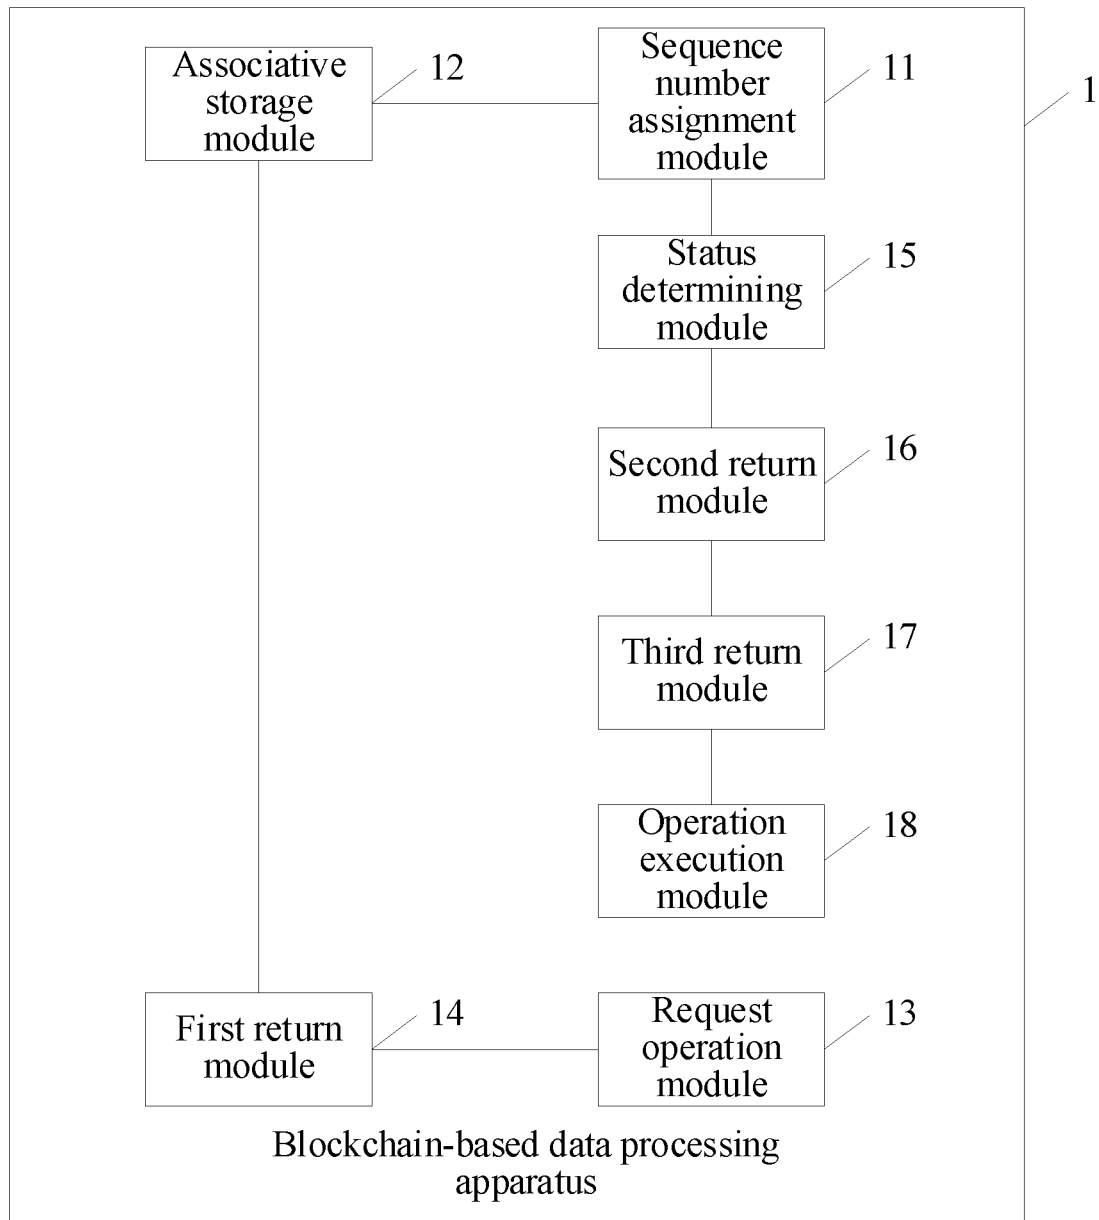 Associative
storage
module
12
Sequence
number
assignment
module
11
1
Status
determining
module
15
Second return
module
16
Third return
module
17
Operation
execution
module
18
First return
module
14
Request
operation
module
13
Blockchain-based data processing
apparatus